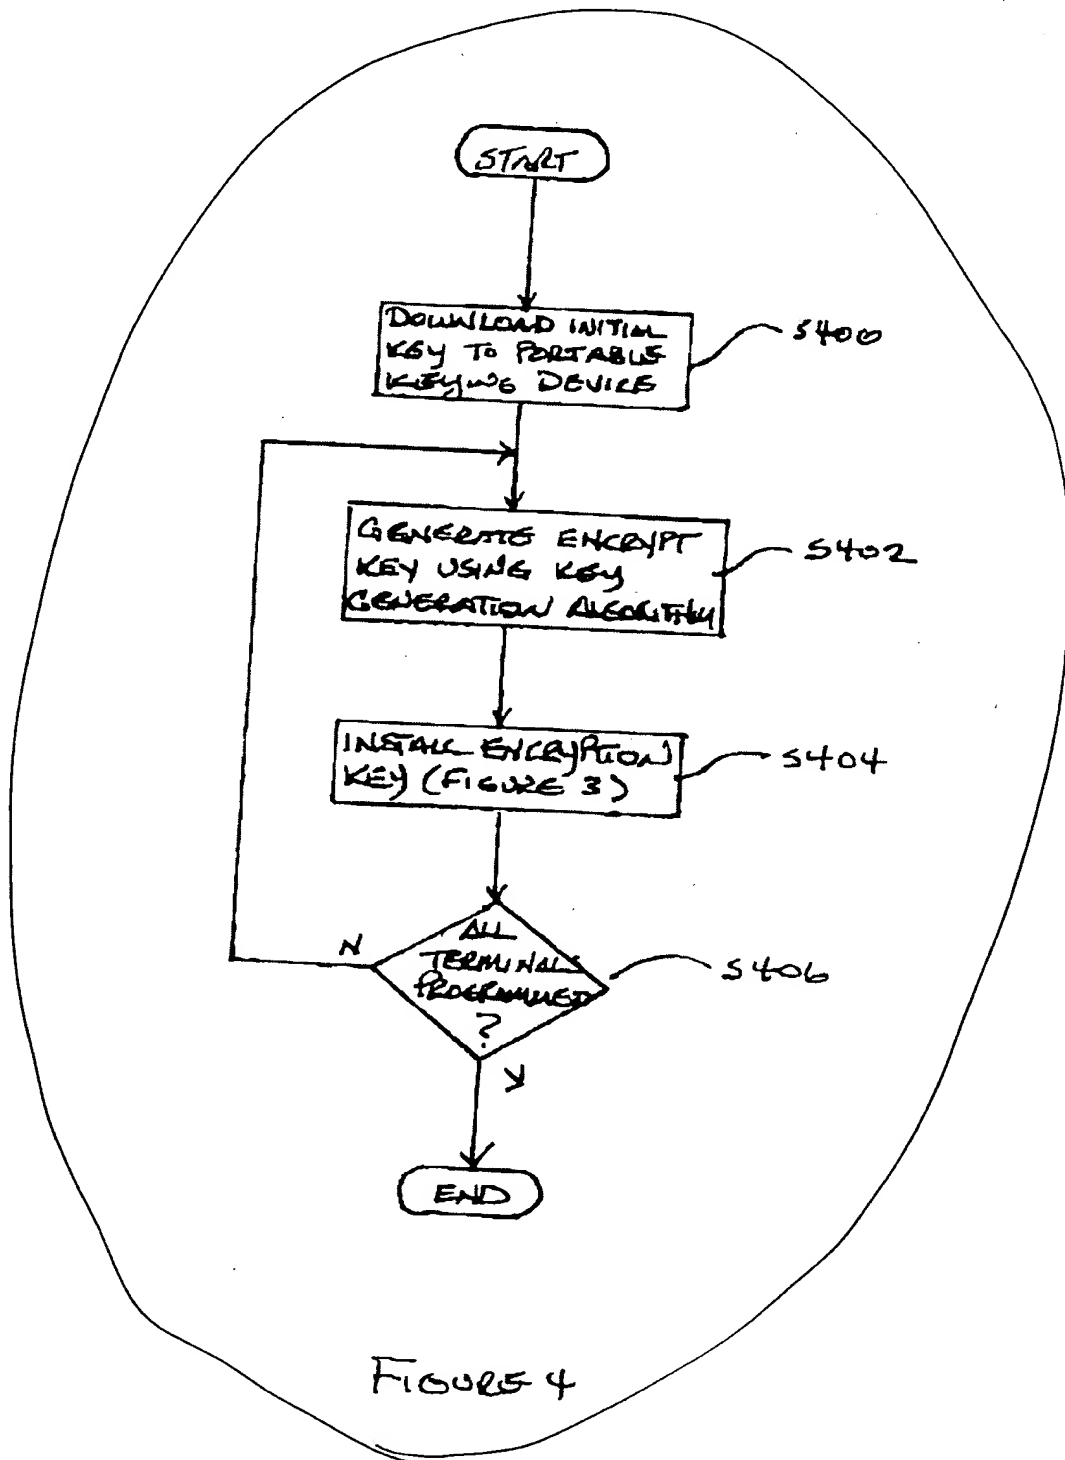 START
DOWNLOAD INITIAL
KEY TO PORTABLE
KEYING DEVICE
S400
GENERATE ENCRYPT
KEY USING KEY
GENERATION ALGORITHM
S402
INSTALL ENCRYPTION
KEY (FIGURE 3)
S404
ALL
TERMINALS
PROGRAMMED
?
S406
N
Y
END
FIGURE 4